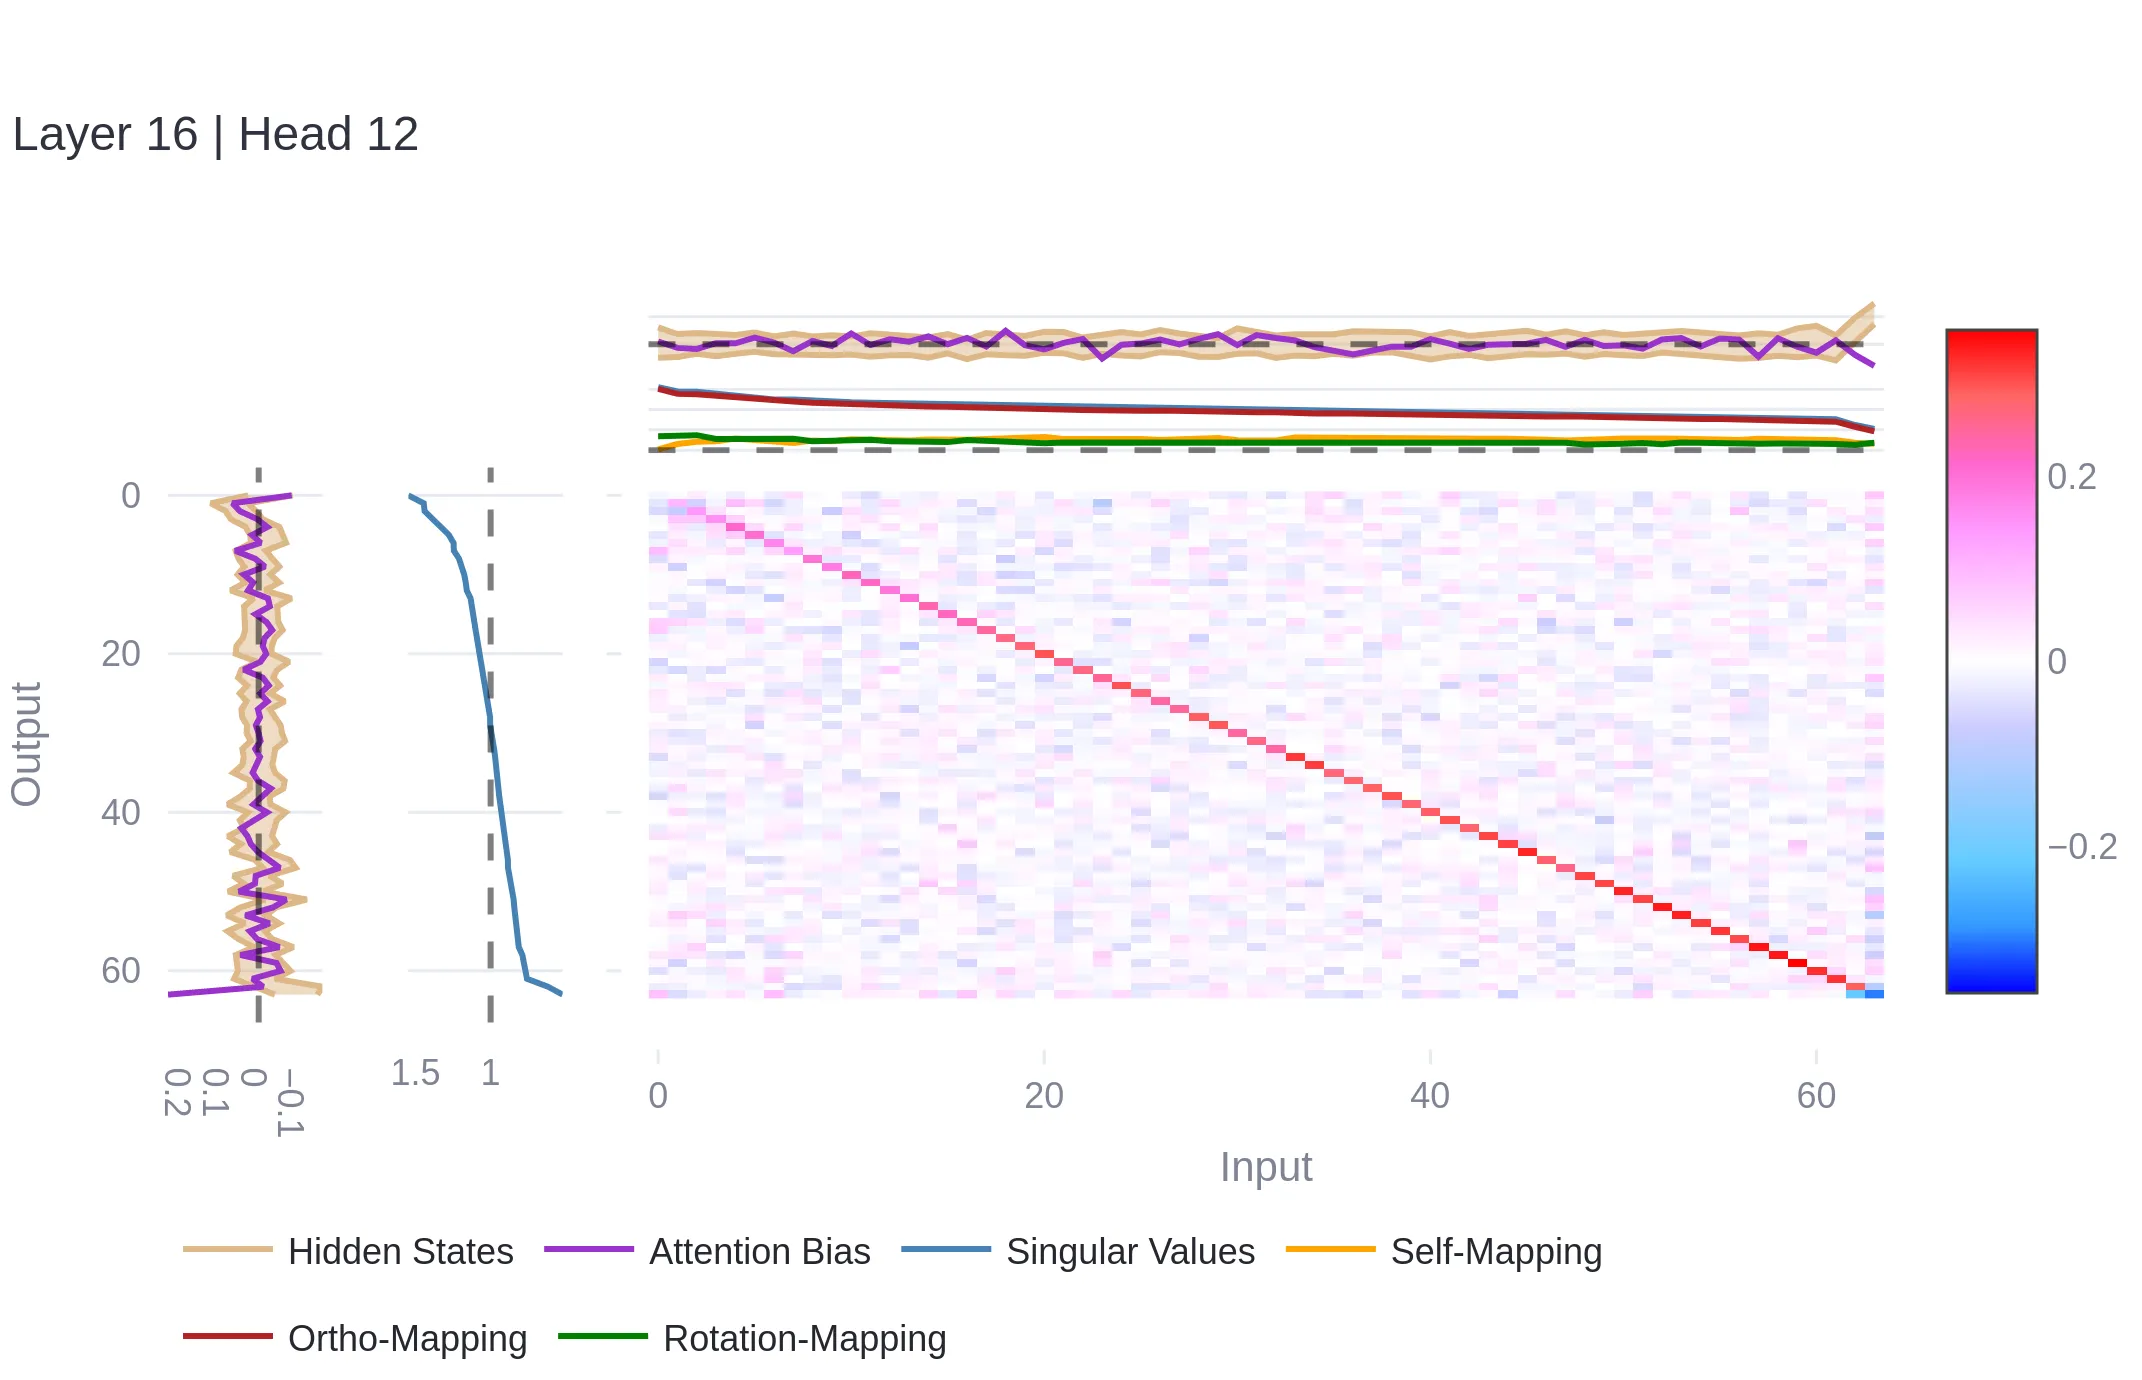 Layer 16 | Head 12
0
20
40
60
Output
0.2
0.1
0
−0.1
1.5
1
0
20
40
60
Input
0.2
0
−0.2
Hidden States
Attention Bias
Singular Values
Self-Mapping
Ortho-Mapping
Rotation-Mapping